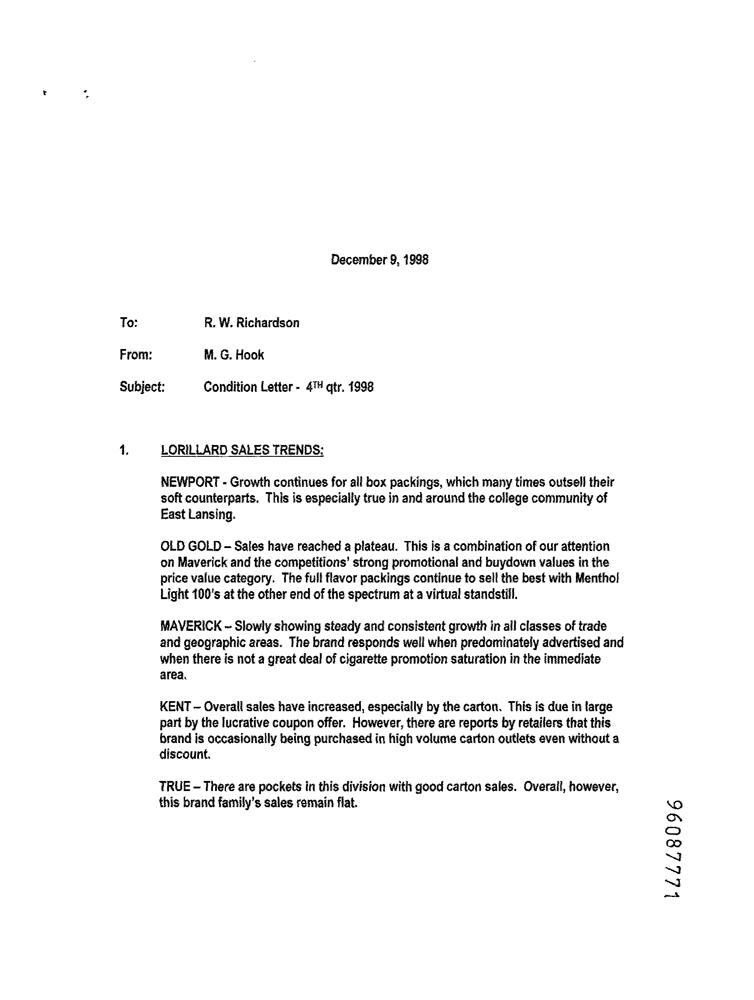 December 9, 1998
To: R. W. Richardson
From: M. G. Hook
Subject: Condition Letter - 4TH qtr. 1998
1. LORILLARD SALES TRENDS:
NEWPORT - Growth continues for all box packings, which many times outsell their
soft counterparts. This is especially true in and around the college community of
East Lansing.
OLD GOLD – Sales have reached a plateau. This is a combination of our attention
on Maverick and the competitions' strong promotional and buydown values in the
price value category. The full flavor packings continue to sell the best with Menthol
Light 100's at the other end of the spectrum at a virtual standstill.
MAVERICK – Slowly showing steady and consistent growth in all classes of trade
and geographic areas. The brand responds well when predominately advertised and
when there is not a great deal of cigarette promotion saturation in the immediate
area.
KENT – Overall sales have increased, especially by the carton. This is due in large
part by the lucrative coupon offer. However, there are reports by retailers that this
brand is occasionally being purchased in high volume carton outlets even without a
discount.
TRUE – There are pockets in this division with good carton sales. Overall, however,
this brand family's sales remain flat.
96087771